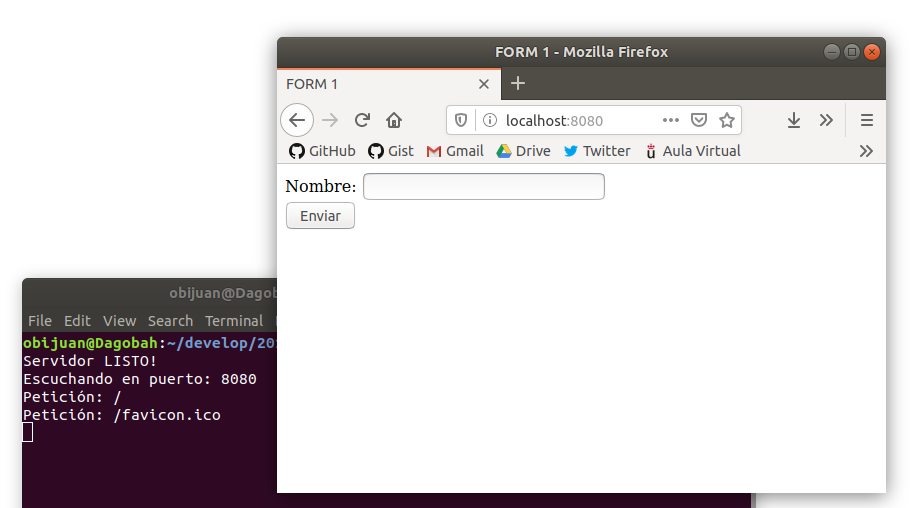 FORM 1 - Mozilla Firefox
FORM 1
localhost:8080
GitHub Gist Gmail Drive Twitter Aula Virtual
Nombre:
Enviar
obijuan@Dagob
File Edit View Search Terminal
obijuan@Dagobah:~/develop/20
Servidor LISTO!
Escuchando en puerto: 8080
Petición: /
Petición: /favicon.ico